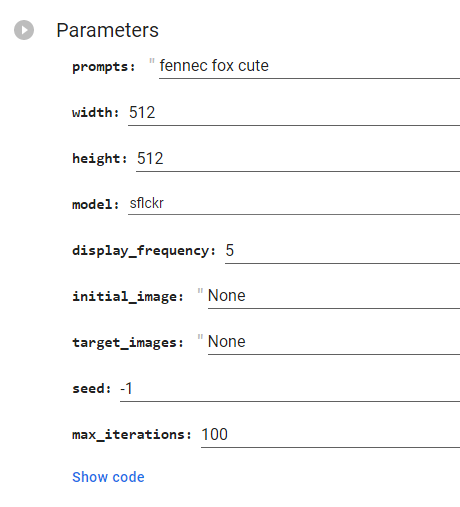 Parameters
prompts: " fennec fox cute
width: 512
height: 512
model: sflckr
display_frequency: 5
initial_image: " None
target_images: " None
seed: -1
max_iterations: 100
Show code